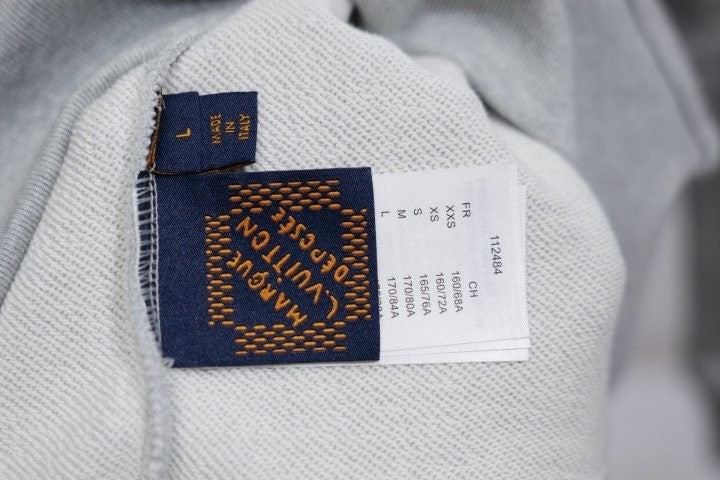 L
MADE
IN
ITALY
MARQUE
L. VUITTON
DÉPOSÉE
112484
FR CH
XXS 160/68A
XS 160/72A
S 165/76A
M 170/80A
L 170/84A